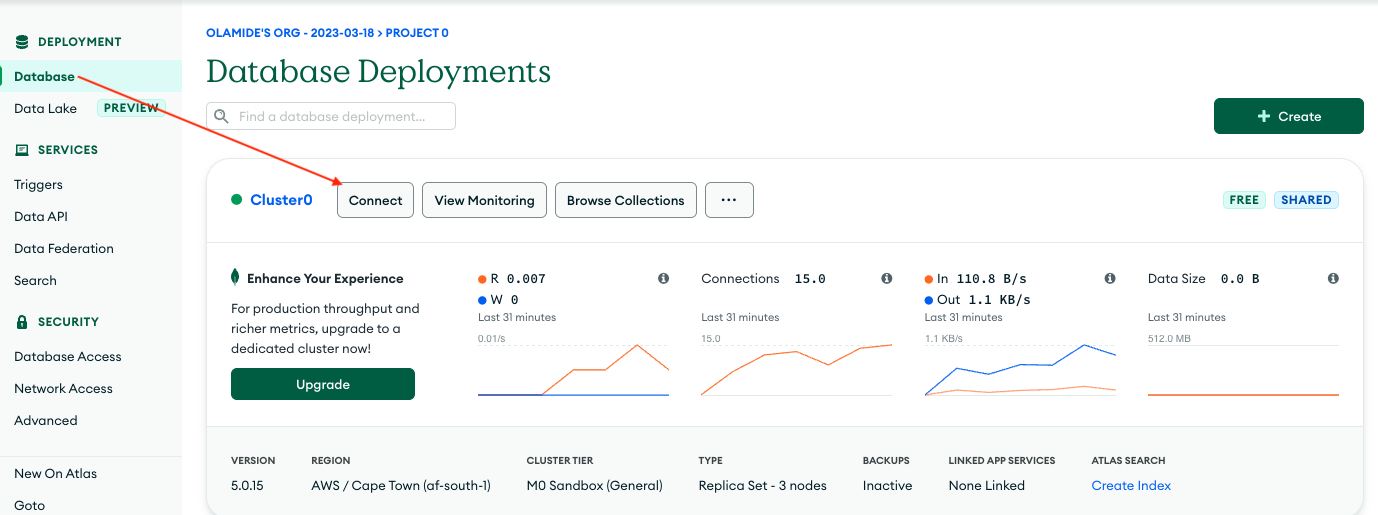 DEPLOYMENT
Database
Data Lake PREVIEW
SERVICES
Triggers
Data API
Data Federation
Search
SECURITY
Database Access
Network Access
Advanced
New On Atlas
Goto
OLAMIDE'S ORG - 2023-03-18 > PROJECT 0
Database Deployments
Find a database deployment...
+ Create
Cluster0 Connect View Monitoring Browse Collections ... FREE SHARED
Enhance Your Experience
For production throughput and
richer metrics, upgrade to a
dedicated cluster now!
Upgrade
R 0.007
W 0
Last 31 minutes
0.01/s
Connections 15.0
Last 31 minutes
15.0
In 110.8 B/s
Out 1.1 KB/s
Last 31 minutes
1.1 KB/s
Data Size 0.0 B
Last 31 minutes
512.0 MB
VERSION REGION CLUSTER TIER TYPE BACKUPS LINKED APP SERVICES ATLAS SEARCH
5.0.15 AWS / Cape Town (af-south-1) M0 Sandbox (General) Replica Set - 3 nodes Inactive None Linked Create Index